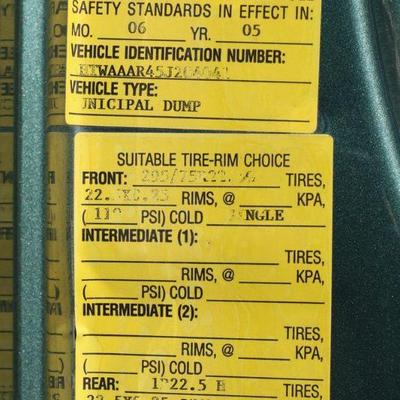 SAFETY STANDARDS IN EFFECT IN:
MO. 06 YR. 05
VEHICLE IDENTIFICATION NUMBER:
VEHICLE TYPE:
UNICIPAL DUMP
SUITABLE TIRE-RIM CHOICE
FRONT: TIRES,
RIMS, @ KPA,
( PSI) COLD
INTERMEDIATE (1):
TIRES
RIMS, @ KPA,
( PSI) COLD
INTERMEDIATE (2):
TIRES
RIMS, @ KPA,
( PSI) COLD
REAR: TIRES,
RIMS, @ KPA